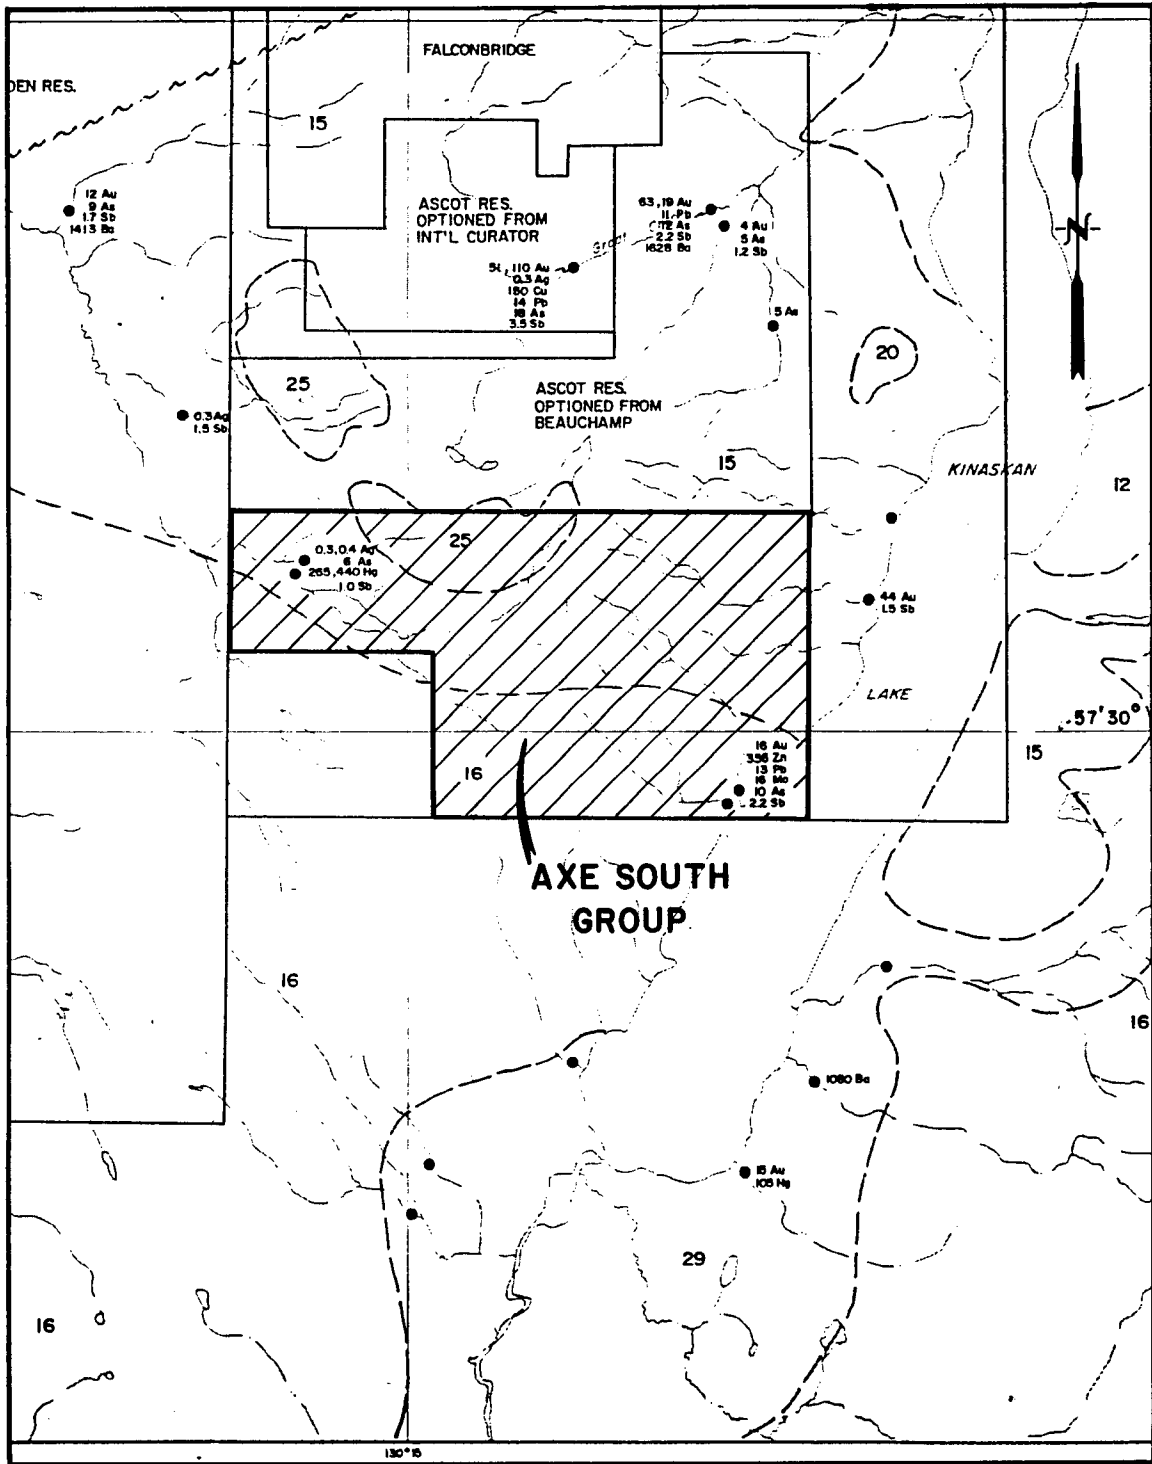 FALCONBRIDGE
DEN RES.
15
12 Au
9 As
1.7 Sb
1413 Ba
ASCOT RES.
OPTIONED FROM
INT'L CURATOR
63,19 Au
11 Pb
2.2 Sb
1628 Ba
4 Au
5 As
1.2 Sb
N
110 Au
0.3 Ag
180 Cu
14 Pb
18 As
3.5 Sb
5 As
20
25
ASCOT RES.
OPTIONED FROM
BEAUCHAMP
0.3 Ag
1.5 Sb
15
KINASKAN
12
25
0.3,0.4 Ag
6 As
265,440 Hg
1.0 Sb
44 Au
1.5 Sb
LAKE
57'30°
15
16 Au
356 Zn
13 Pb
16 Mo
10 As
2.2 Sb
16
AXE SOUTH
GROUP
16
16
1080 Ba
15 Au
105 Hg
29
16
130°15